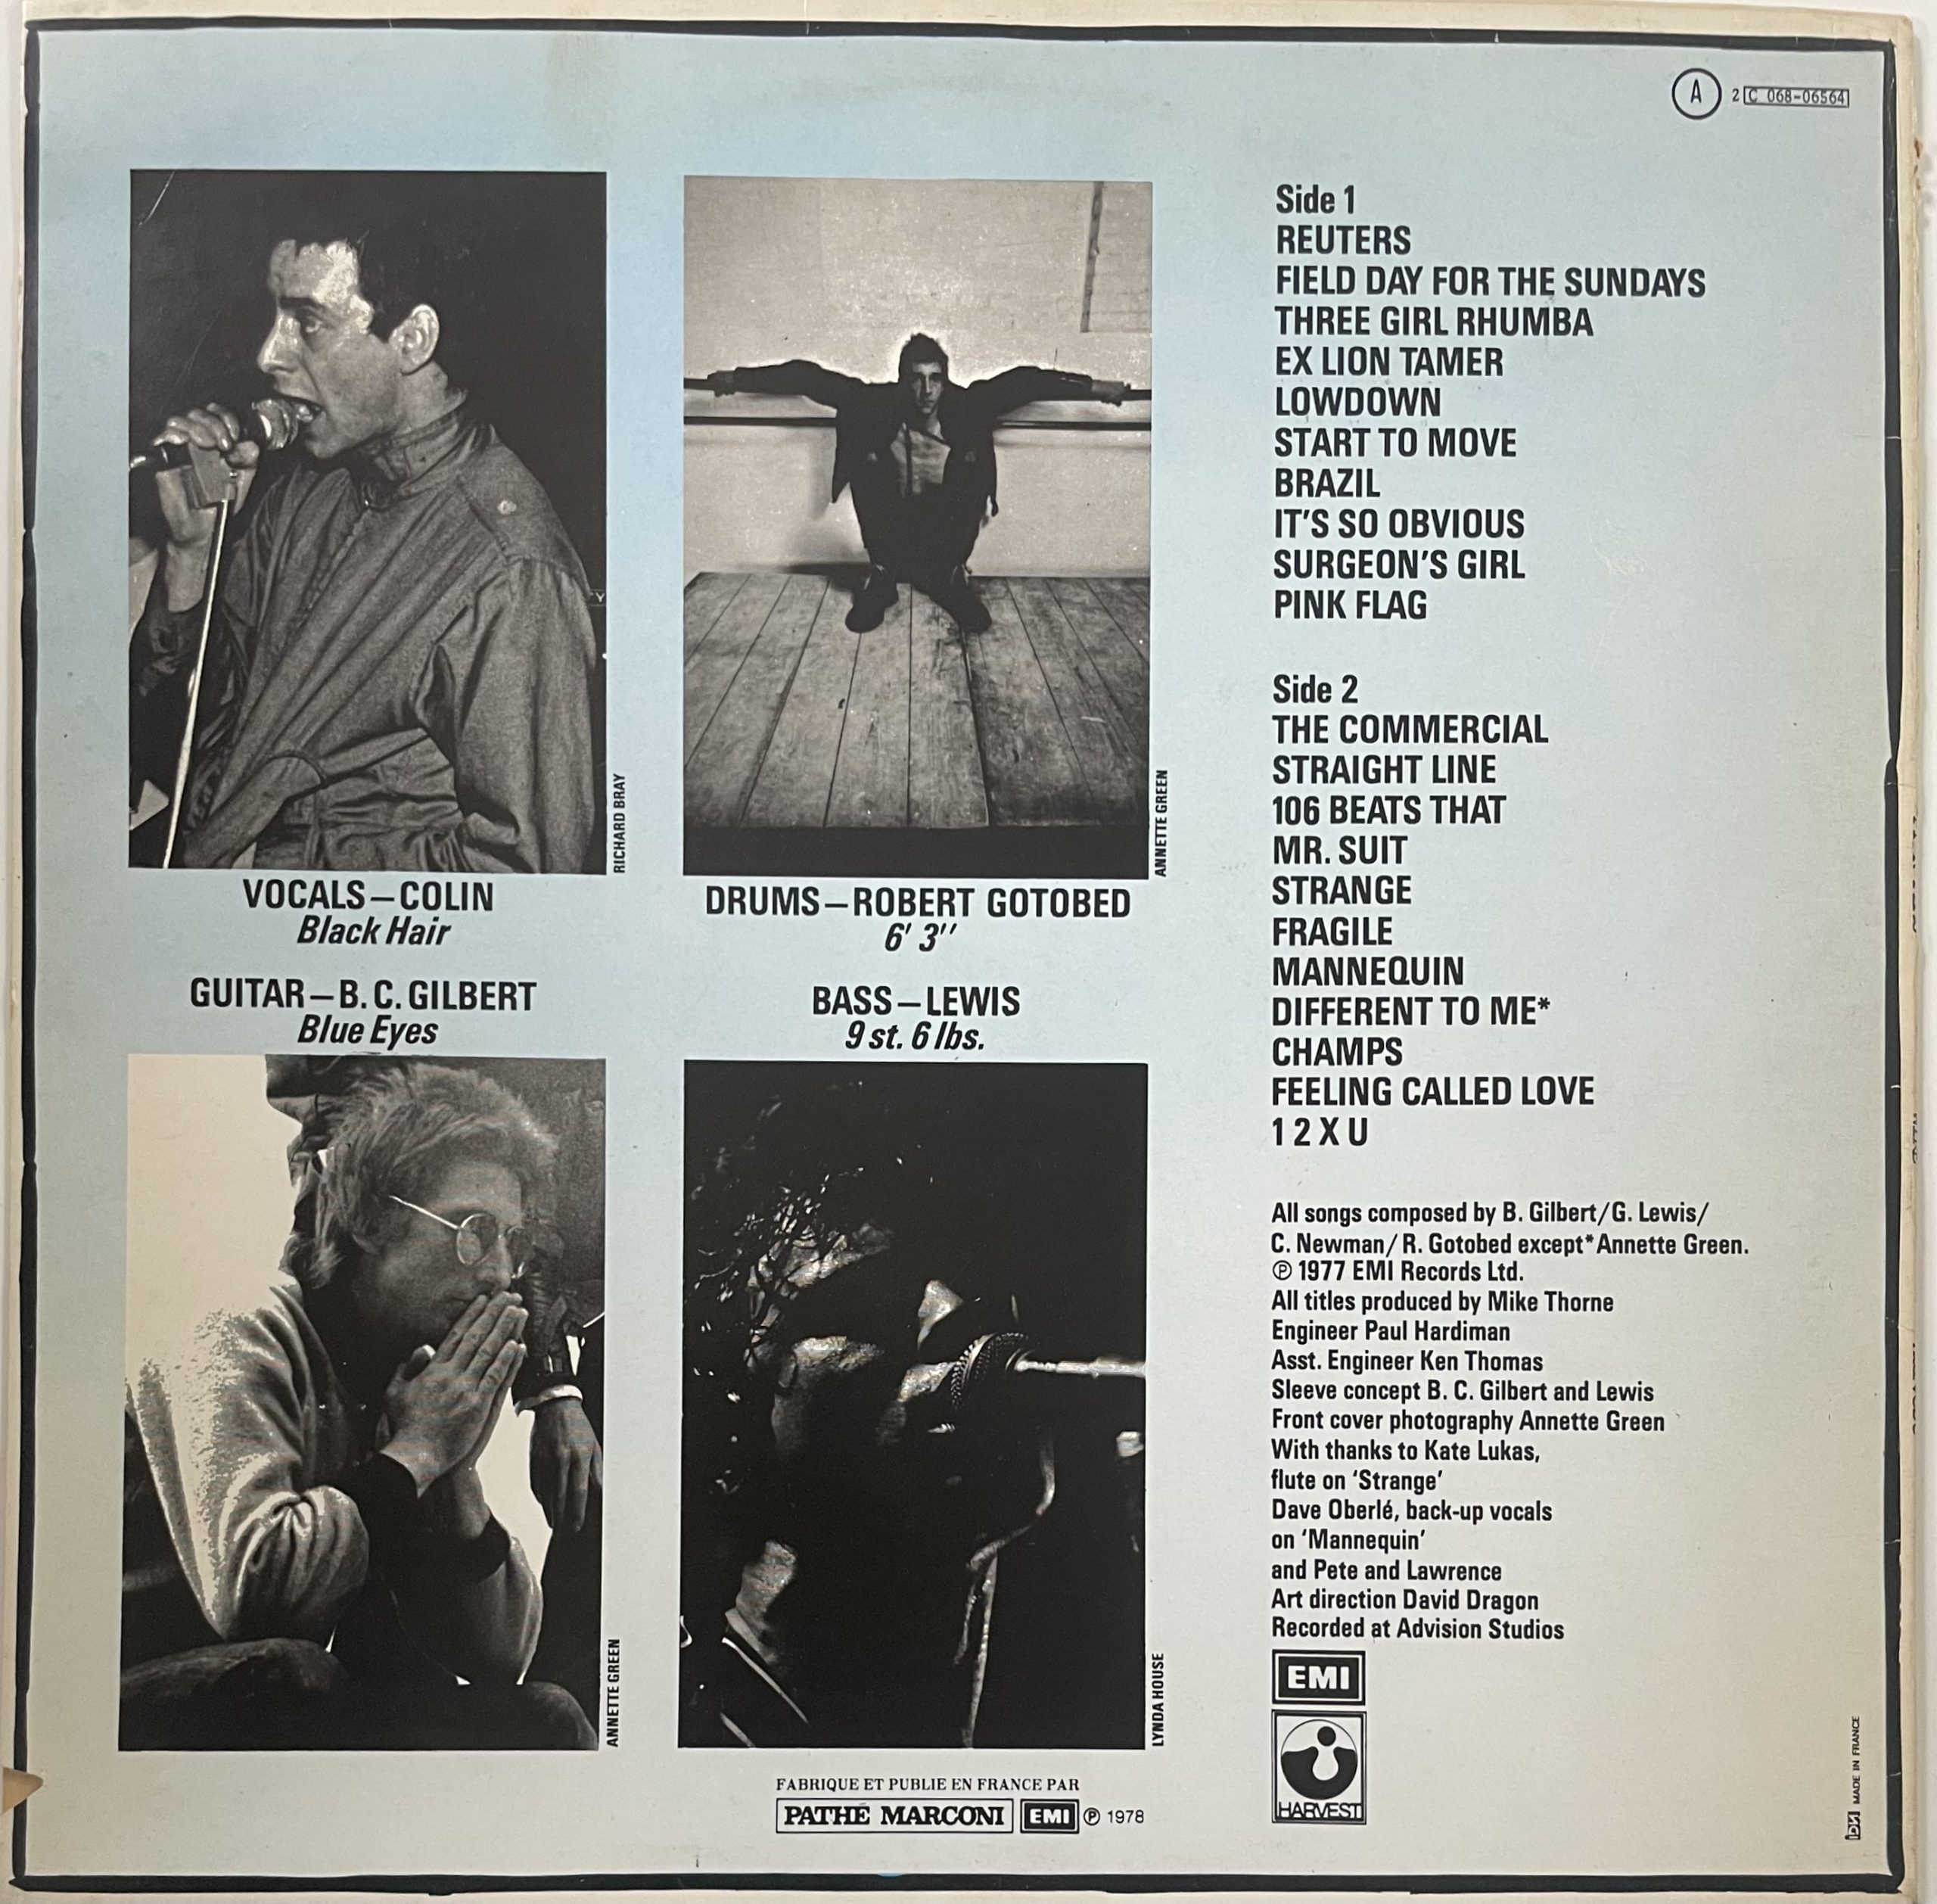 A 2 C 068-06564
RICHARD BRAY
VOCALS—COLIN
Black Hair
ANNETTE GREEN
DRUMS—ROBERT GOTOBED
6' 3''
GUITAR—B. C. GILBERT
Blue Eyes
ANNETTE GREEN
BASS—LEWIS
9 st. 6 lbs.
LYNDA HOUSE
Side 1
REUTERS
FIELD DAY FOR THE SUNDAYS
THREE GIRL RHUMBA
EX LION TAMER
LOWDOWN
START TO MOVE
BRAZIL
IT'S SO OBVIOUS
SURGEON'S GIRL
PINK FLAG
Side 2
THE COMMERCIAL
STRAIGHT LINE
106 BEATS THAT
MR. SUIT
STRANGE
FRAGILE
MANNEQUIN
DIFFERENT TO ME*
CHAMPS
FEELING CALLED LOVE
1 2 X U
All songs composed by B. Gilbert/G. Lewis/
C. Newman/ R. Gotobed except* Annette Green.
℗ 1977 EMI Records Ltd.
All titles produced by Mike Thorne
Engineer Paul Hardiman
Asst. Engineer Ken Thomas
Sleeve concept B. C. Gilbert and Lewis
Front cover photography Annette Green
With thanks to Kate Lukas,
flute on 'Strange'
Dave Oberlé, back-up vocals
on 'Mannequin'
and Pete and Lawrence
Art direction David Dragon
Recorded at Advision Studios
EMI
HARVEST
FABRIQUE ET PUBLIE EN FRANCE PAR
PATHE MARCONI EMI ℗ 1978
MADE IN FRANCE